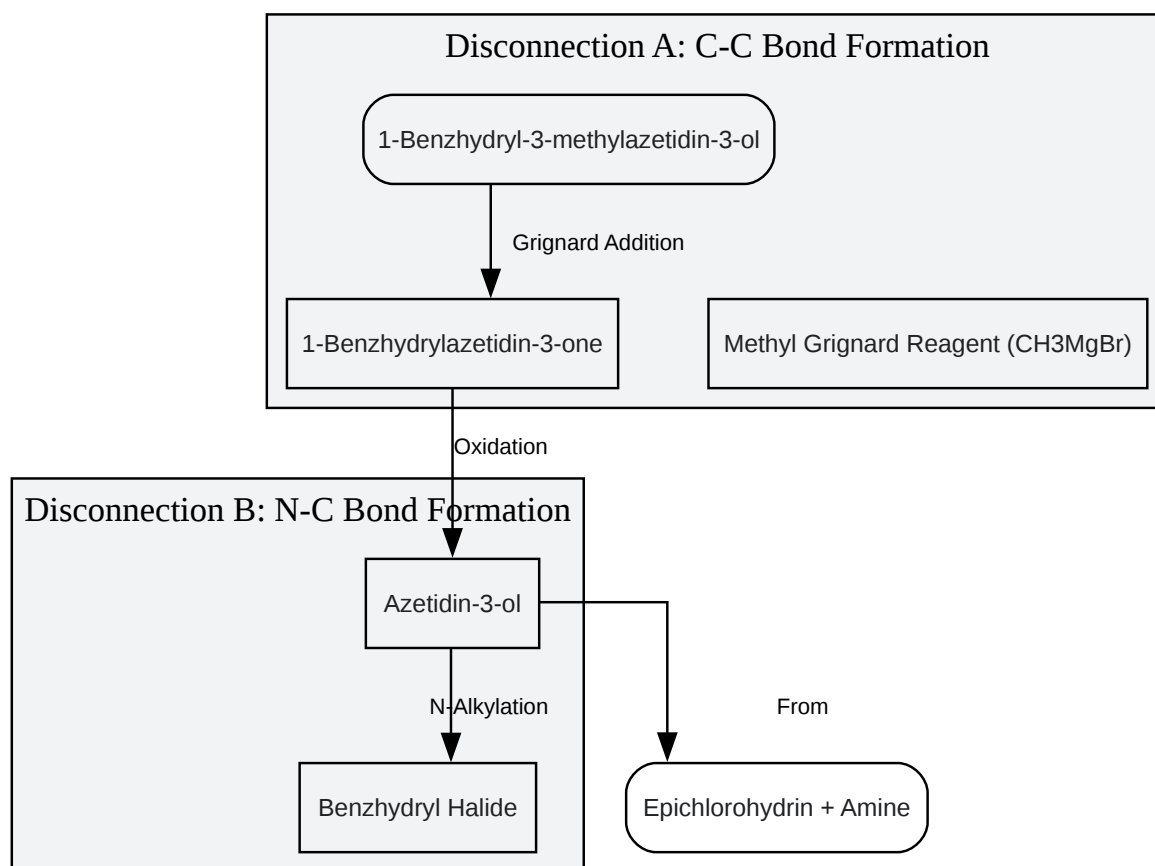 Disconnection A: C-C Bond Formation
1-Benzhydryl-3-methylazetidin-3-ol
Grignard Addition
1-Benzhydrylazetidin-3-one
Methyl Grignard Reagent (CH3MgBr)
Oxidation
Disconnection B: N-C Bond Formation
Azetidin-3-ol
N-Alkylation
From
Benzhydryl Halide
Epichlorohydrin + Amine